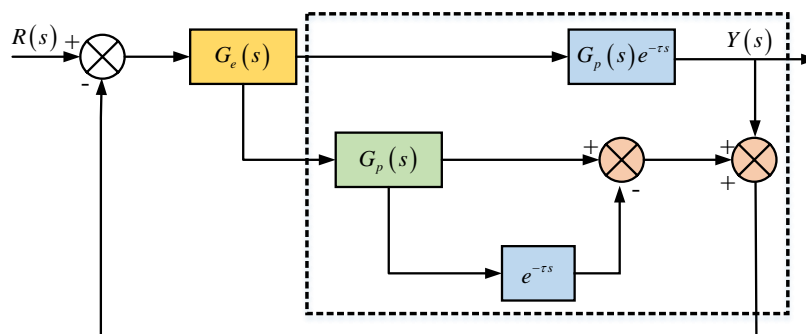 R(s)
+
-
G_e(s)
G_p(s)e^{-τs}
Y(s)
G_p(s)
+
-
+
+
e^{-τs}